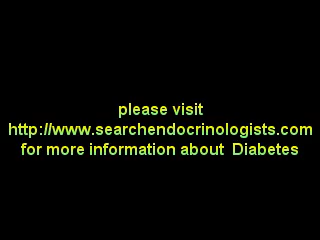 please visit
http://www.searchendocrinologists.com
for more information about  Diabetes